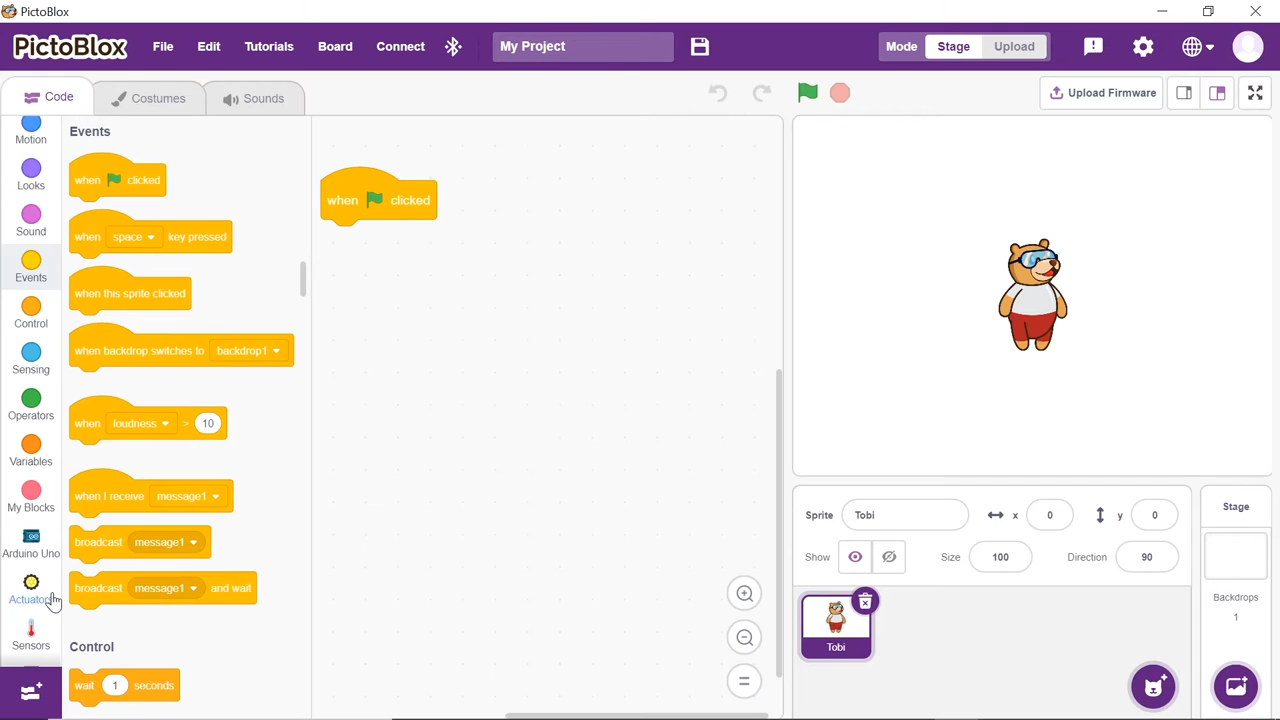 PictoBlox
PictoBlox File Edit Tutorials Board Connect My Project Mode Stage Upload
Code Costumes Sounds Upload Firmware
Motion
Looks
Sound
Events
Control
Sensing
Operators
Variables
My Blocks
Arduino Uno
Actuators
Sensors
Events
when clicked
when space key pressed
when this sprite clicked
when backdrop switches to backdrop1
when loudness > 10
when I receive message1
broadcast message1
broadcast message1 and wait
Control
wait 1 seconds
when clicked
Sprite Tobi x 0 y 0
Show Size 100 Direction 90
Tobi
Stage
Backdrops
1